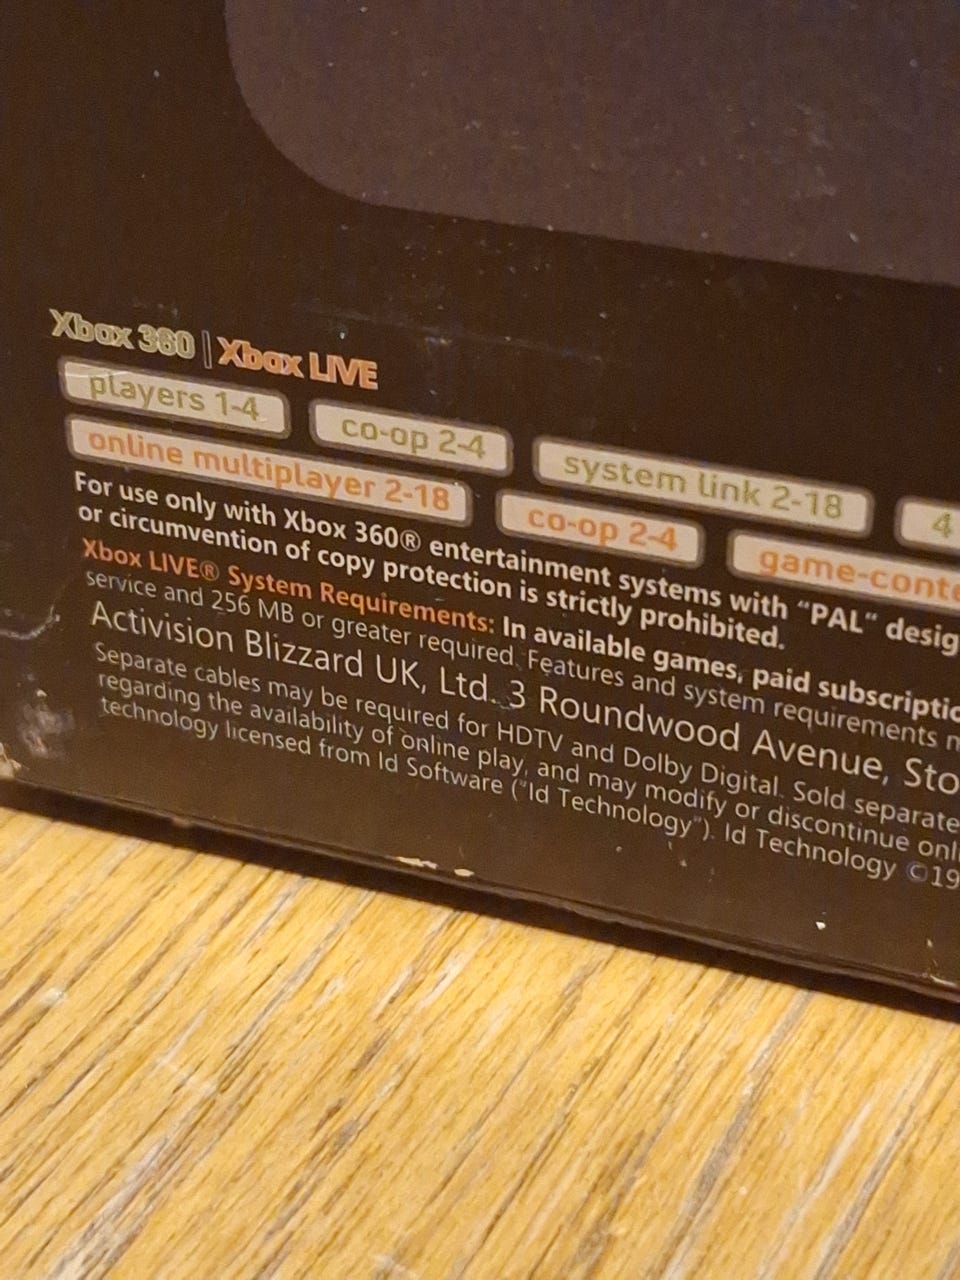 Xbox 360 | Xbox LIVE
players 1-4 co-op 2-4 system link 2-18 4
online multiplayer 2-18 co-op 2-4 game-conte
For use only with Xbox 360® entertainment systems with "PAL" desig
or circumvention of copy protection is strictly prohibited.
Xbox LIVE® System Requirements: In available games, paid subscriptio
service and 256 MB or greater required. Features and system requirements m
Activision Blizzard UK, Ltd. 3 Roundwood Avenue, Sto
Separate cables may be required for HDTV and Dolby Digital. Sold separate
regarding the availability of online play, and may modify or discontinue onli
technology licensed from Id Software ("Id Technology"). Id Technology ©19